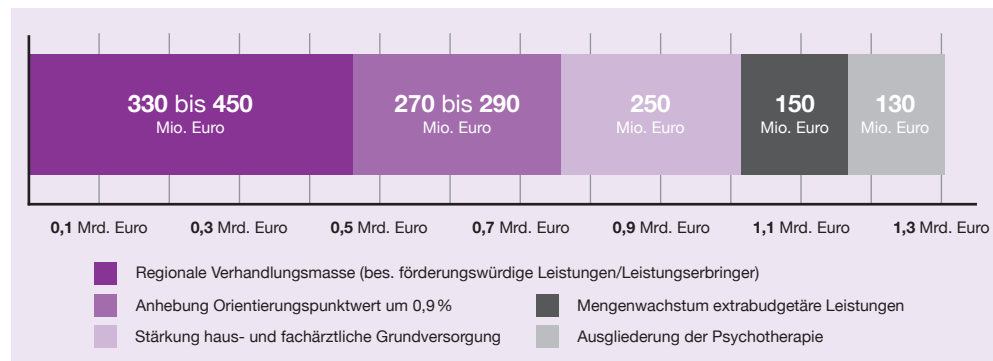 330 bis 450
Mio. Euro
270 bis 290
Mio. Euro
250
Mio. Euro
150
Mio. Euro
130
Mio. Euro
0,1 Mrd. Euro
0,3 Mrd. Euro
0,5 Mrd. Euro
0,7 Mrd. Euro
0,9 Mrd. Euro
1,1 Mrd. Euro
1,3 Mrd. Euro
Regionale Verhandlungsmasse (bes. förderungswürdige Leistungen/Leistungserbringer)
Anhebung Orientierungspunktwert um 0,9 %
Stärkung haus- und fachärztliche Grundversorgung
Mengenwachstum extrabudgetäre Leistungen
Ausgliederung der Psychotherapie